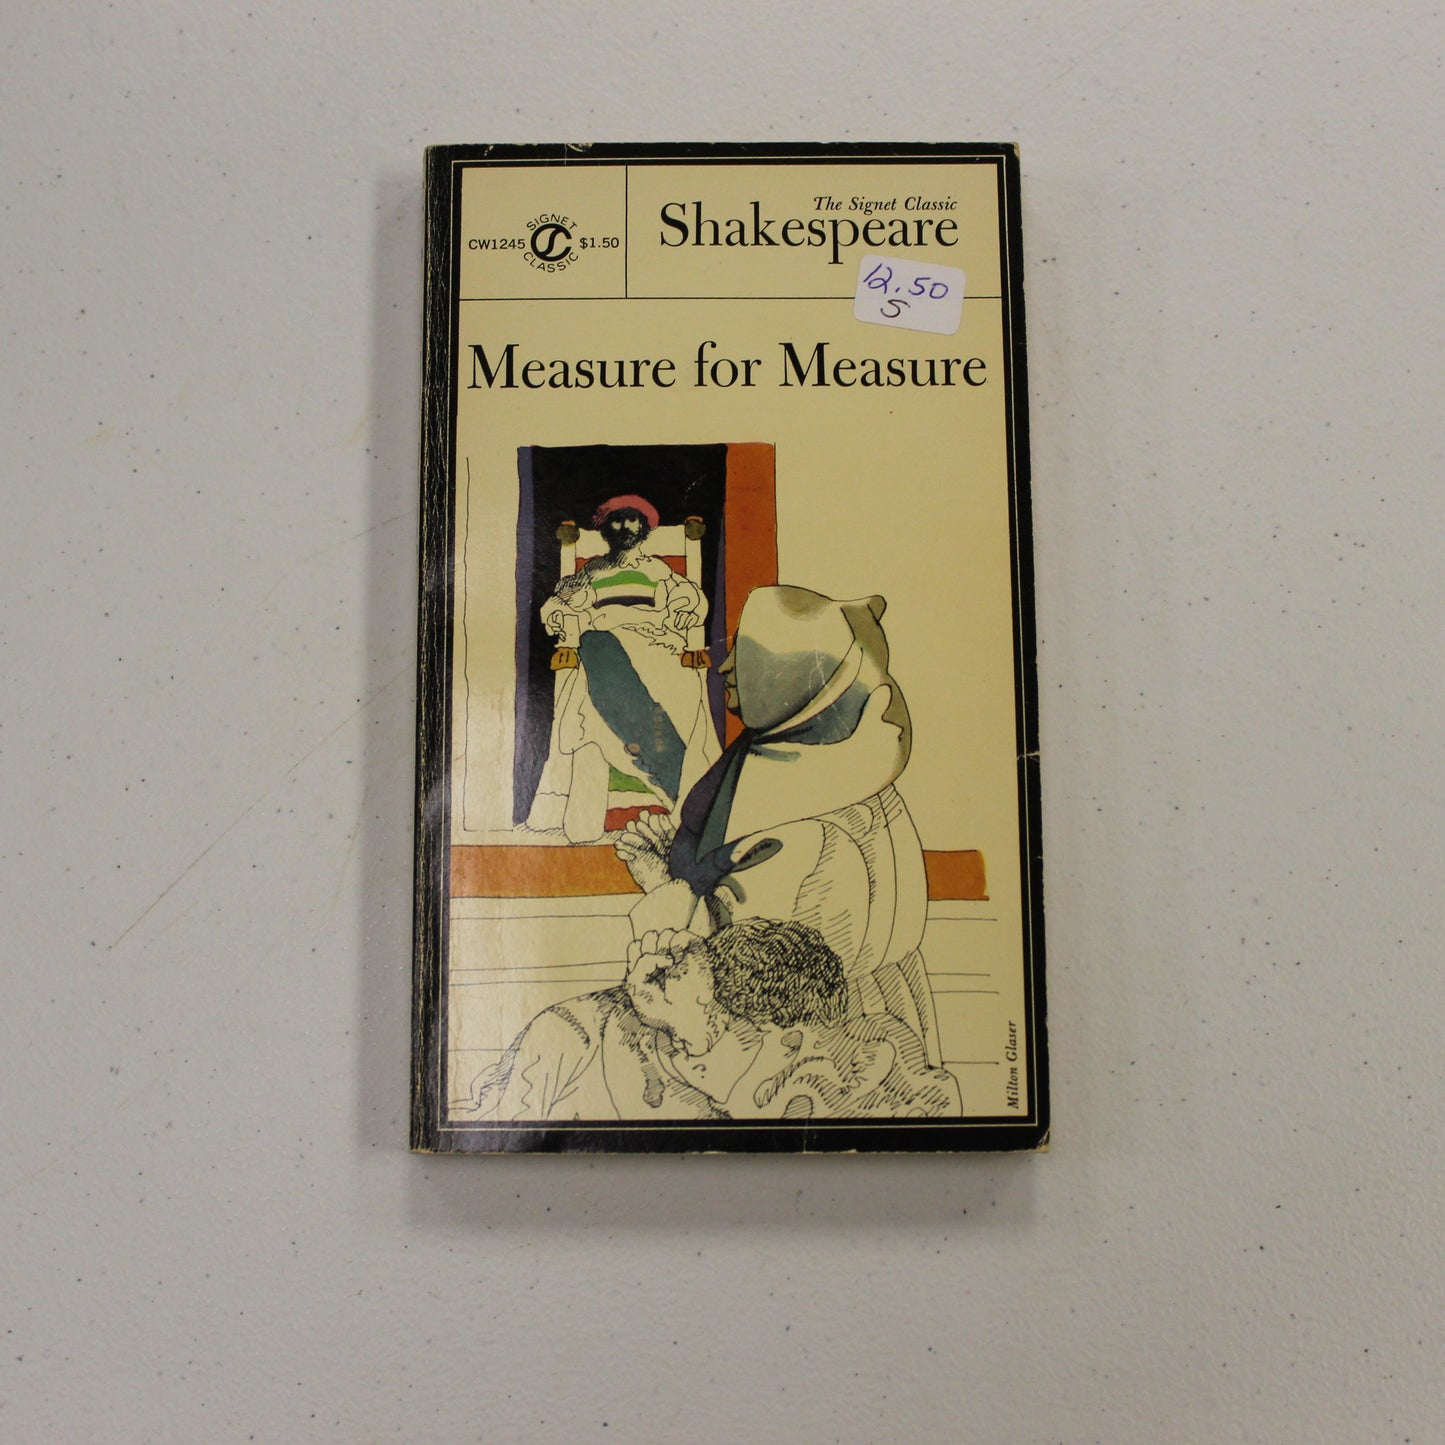 CW1245 SIGNET CLASSIC $1.50
The Signet Classic
Shakespeare
12.50
S
Measure for Measure
Milton Glaser